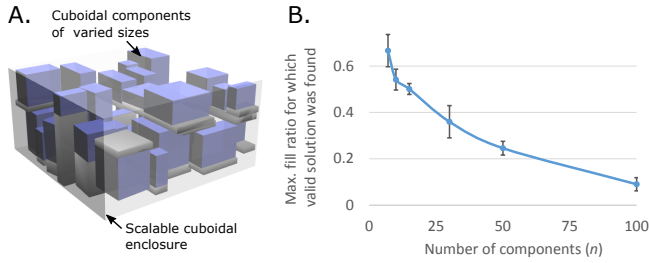 A.
Cuboidal components
of varied sizes
Scalable cuboidal
enclosure
B.
Max. fill ratio for which
valid solution was found
0.6
0.4
0.2
0
0 25 50 75 100
Number of components (n)